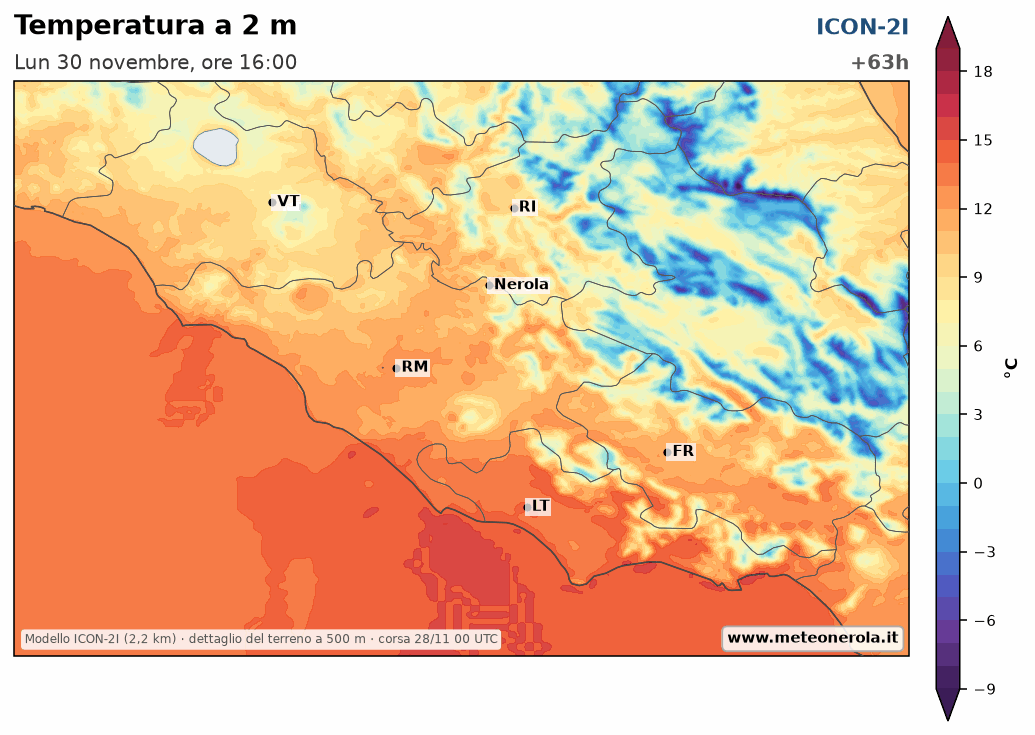 Temperatura a 2 m
ICON-2I
Lun 30 novembre, ore 16:00
+63h
VT
RI
Nerola
RM
FR
LT
Modello ICON-2I (2,2 km) · dettaglio del terreno a 500 m · corsa 28/11 00 UTC
www.meteonerola.it
18
15
12
9
6
3
0
−3
−6
−9
°C